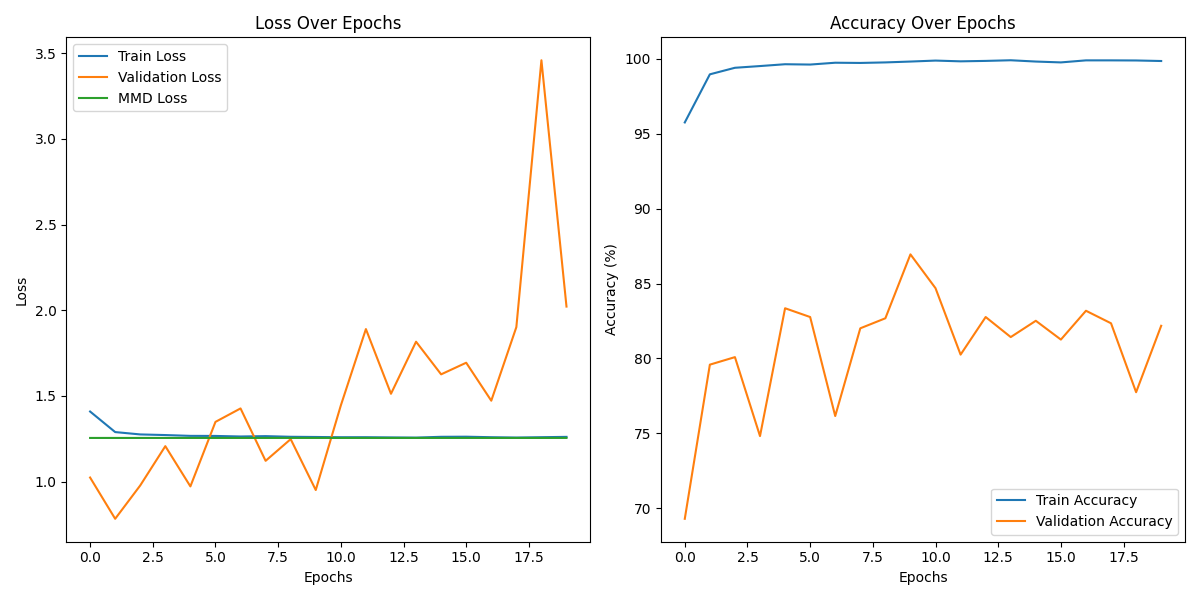 Loss Over Epochs
Train Loss
Validation Loss
MMD Loss
3.5
3.0
2.5
2.0
1.5
1.0
Loss
0.0 2.5 5.0 7.5 10.0 12.5 15.0 17.5
Epochs
Accuracy Over Epochs
100
95
90
85
80
75
70
Accuracy (%)
Train Accuracy
Validation Accuracy
0.0 2.5 5.0 7.5 10.0 12.5 15.0 17.5
Epochs